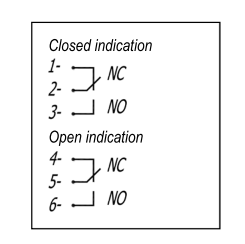 Closed indication
1-
NC
2-
3-
NO
Open indication
4-
NC
5-
6-
NO